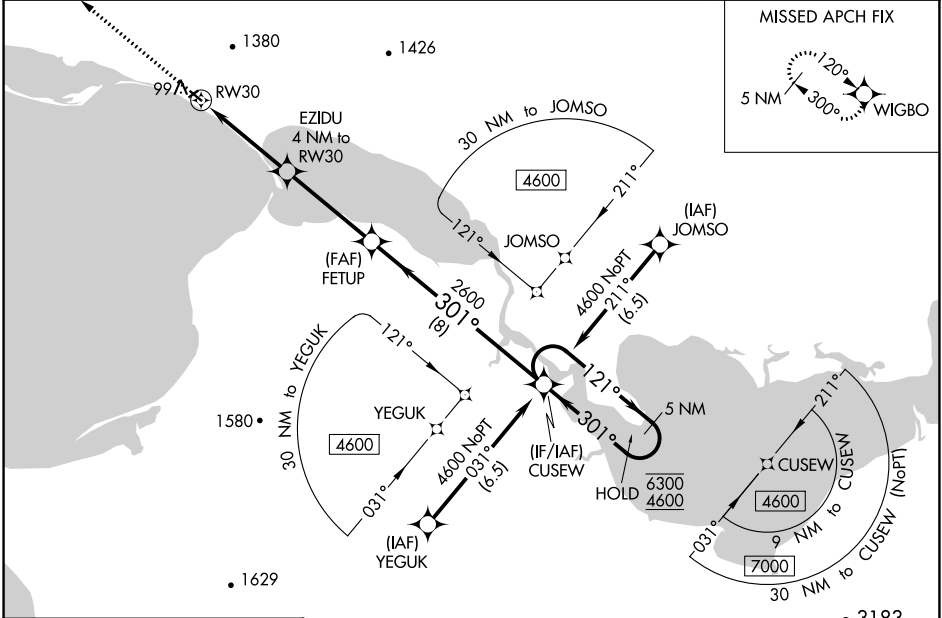 MISSED APCH FIX
120°
5 NM
300°
WIGBO
1380
1426
99
RW30
EZIDU
4 NM to
RW30
30 NM to JOMSO
4600
211°
121°
JOMSO
(IAF)
JOMSO
4600 NoPT
211°
(6.5)
(FAF)
FETUP
2600
301°
(8)
30 NM to YEGUK
121°
YEGUK
4600
031°
1580
121°
301°
5 NM
(IF/IAF)
CUSEW
HOLD
6300
4600
4600 NoPT
031°
(6.5)
(IAF)
YEGUK
211°
CUSEW
4600
031°
9 NM to CUSEW
7000
30 NM to CUSEW (NoPT)
1629